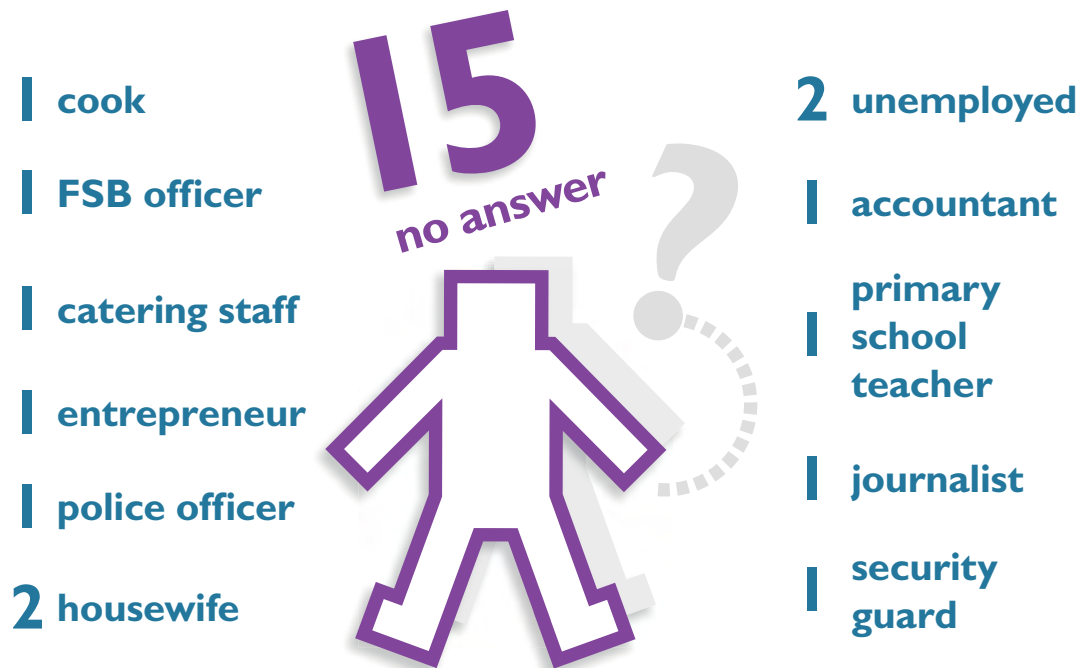 15
no answer
1 cook
1 FSB officer
1 catering staff
1 entrepreneur
1 police officer
2 housewife
?
2 unemployed
1 accountant
1 primary
school
teacher
1 journalist
1 security
guard